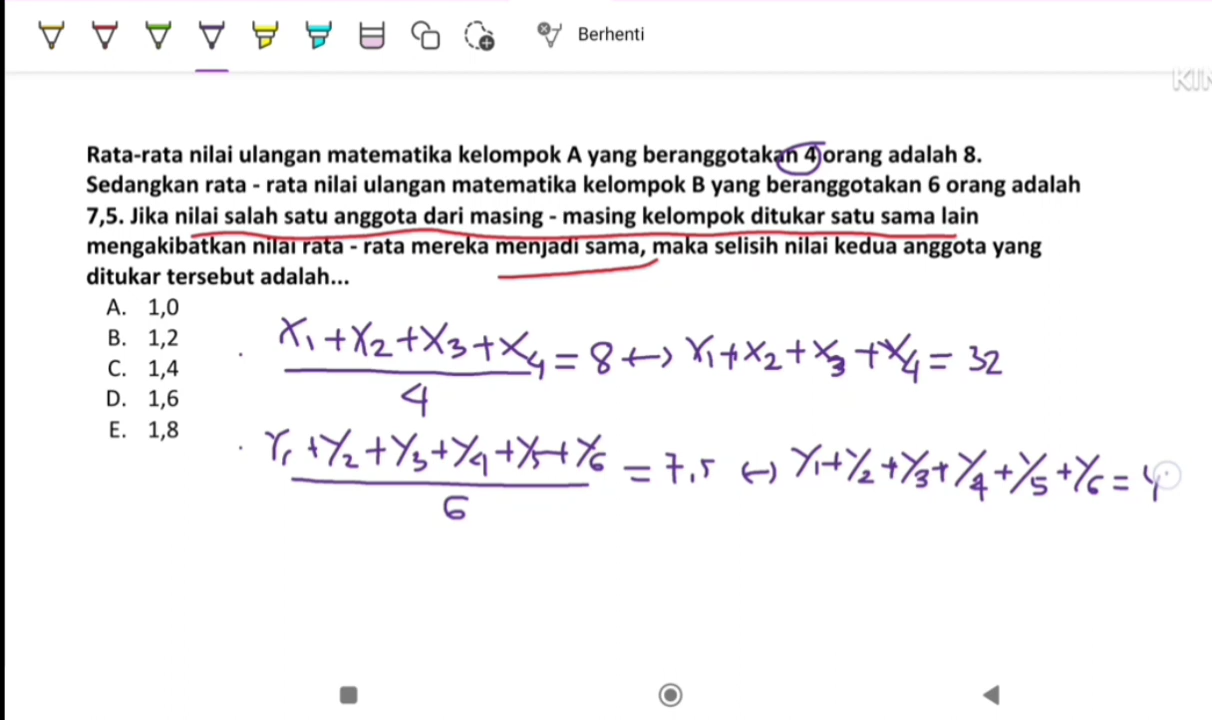 Berhenti
KIN
Rata-rata nilai ulangan matematika kelompok A yang beranggotakan 4 orang adalah 8.
Sedangkan rata - rata nilai ulangan matematika kelompok B yang beranggotakan 6 orang adalah
7,5. Jika nilai salah satu anggota dari masing - masing kelompok ditukar satu sama lain
mengakibatkan nilai rata - rata mereka menjadi sama, maka selisih nilai kedua anggota yang
ditukar tersebut adalah...
A. 1,0
B. 1,2
C. 1,4
D. 1,6
E. 1,8
X₁+X₂+X₃+X₄ = 8 ↔ X₁+X₂+X₃+X₄ = 32
4
Y₁+Y₂+Y₃+Y₄+Y₅+Y₆ = 7,5 ↔ Y₁+Y₂+Y₃+Y₄+Y₅+Y₆ = 4
6